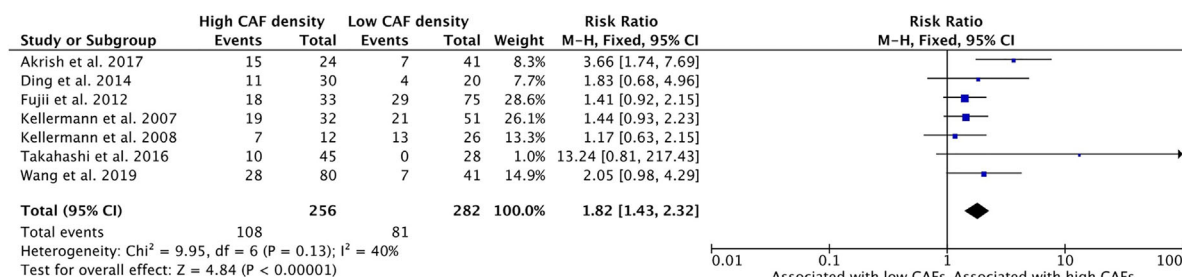 High CAF density Low CAF density Risk Ratio Risk Ratio
Study or Subgroup Events Total Events Total Weight M-H, Fixed, 95% CI M-H, Fixed, 95% CI
Akrish et al. 2017 15 24 7 41 8.3% 3.66 [1.74, 7.69]
Ding et al. 2014 11 30 4 20 7.7% 1.83 [0.68, 4.96]
Fujii et al. 2012 18 33 29 75 28.6% 1.41 [0.92, 2.15]
Kellermann et al. 2007 19 32 21 51 26.1% 1.44 [0.93, 2.23]
Kellermann et al. 2008 7 12 13 26 13.3% 1.17 [0.63, 2.15]
Takahashi et al. 2016 10 45 0 28 1.0% 13.24 [0.81, 217.43]
Wang et al. 2019 28 80 7 41 14.9% 2.05 [0.98, 4.29]
Total (95% CI) 256 282 100.0% 1.82 [1.43, 2.32]
Total events 108 81
Heterogeneity: Chi² = 9.95, df = 6 (P = 0.13); I² = 40%
Test for overall effect: Z = 4.84 (P < 0.00001)
0.01 0.1 1 10 100
Associated with low CAFs Associated with high CAFs